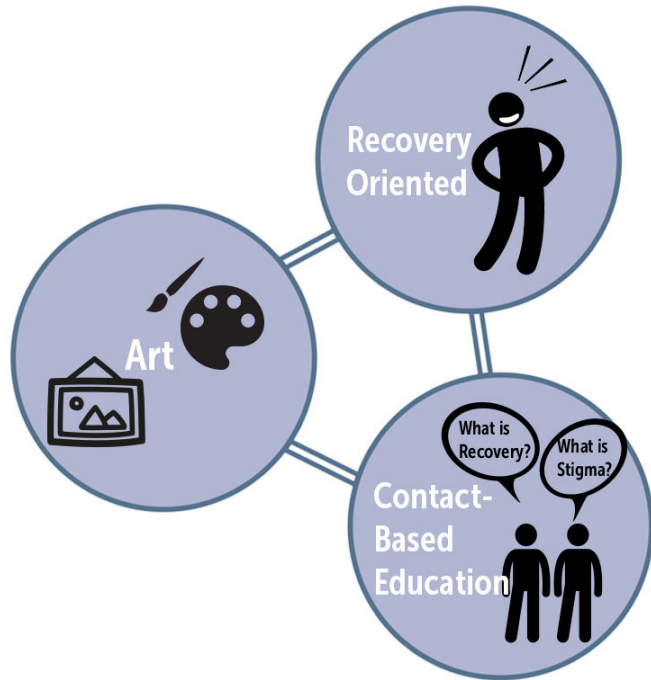 Recovery
Oriented
Art
What is
Recovery?
What is
Stigma?
Contact-
Based
Education